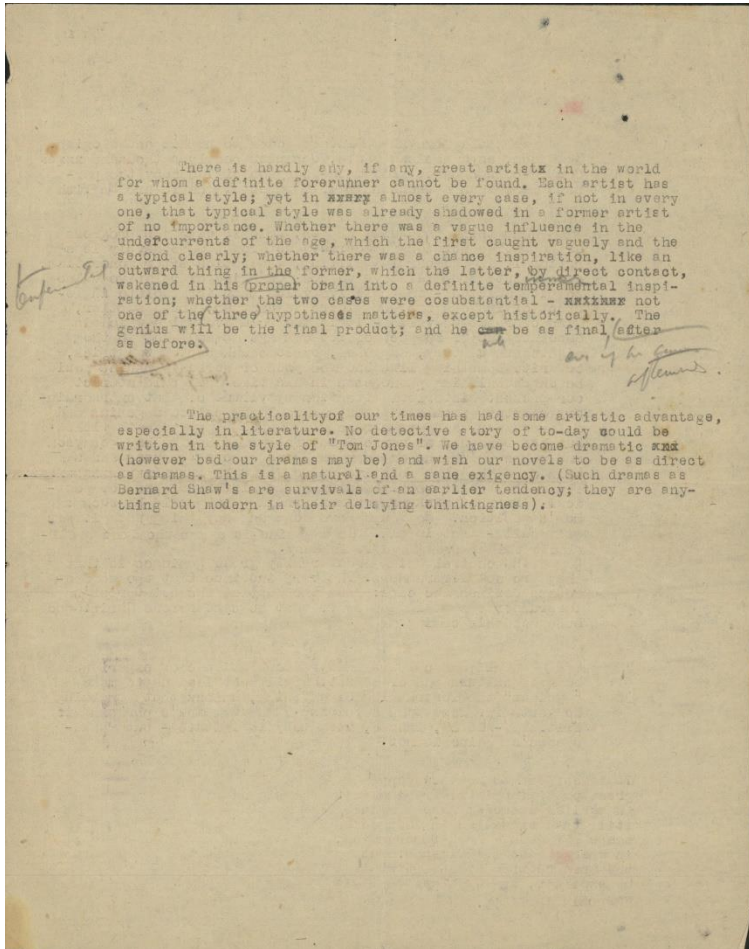 There is hardly any, if any, great artist in the world
for whom a definite forerunner cannot be found. Each artist has
a typical style; yet in almost every case, if not in every
one, that typical style was already shadowed in a former artist
of no importance. Whether there was a vague influence in the
undercurrents of the age, which the first caught vaguely and the
second clearly; whether there was a chance inspiration, like an
outward thing in the former, which the latter, by direct contact,
wakened in his proper brain into a definite temperamental inspi-
ration; whether the two cases were cosubstantial - not
one of the three hypotheses matters, except historically. The
genius will be the final product; and he be as final, after
as before.
afterwards.
The practicalityof our times has had some artistic advantage,
especially in literature. No detective story of to-day could be
written in the style of "Tom Jones". We have become dramatic
(however bad our dramas may be) and wish our novels to be as direct
as dramas. This is a natural and a sane exigency. (Such dramas as
Bernard Shaw's are survivals of an earlier tendency; they are any-
thing but modern in their delaying thinkingness).